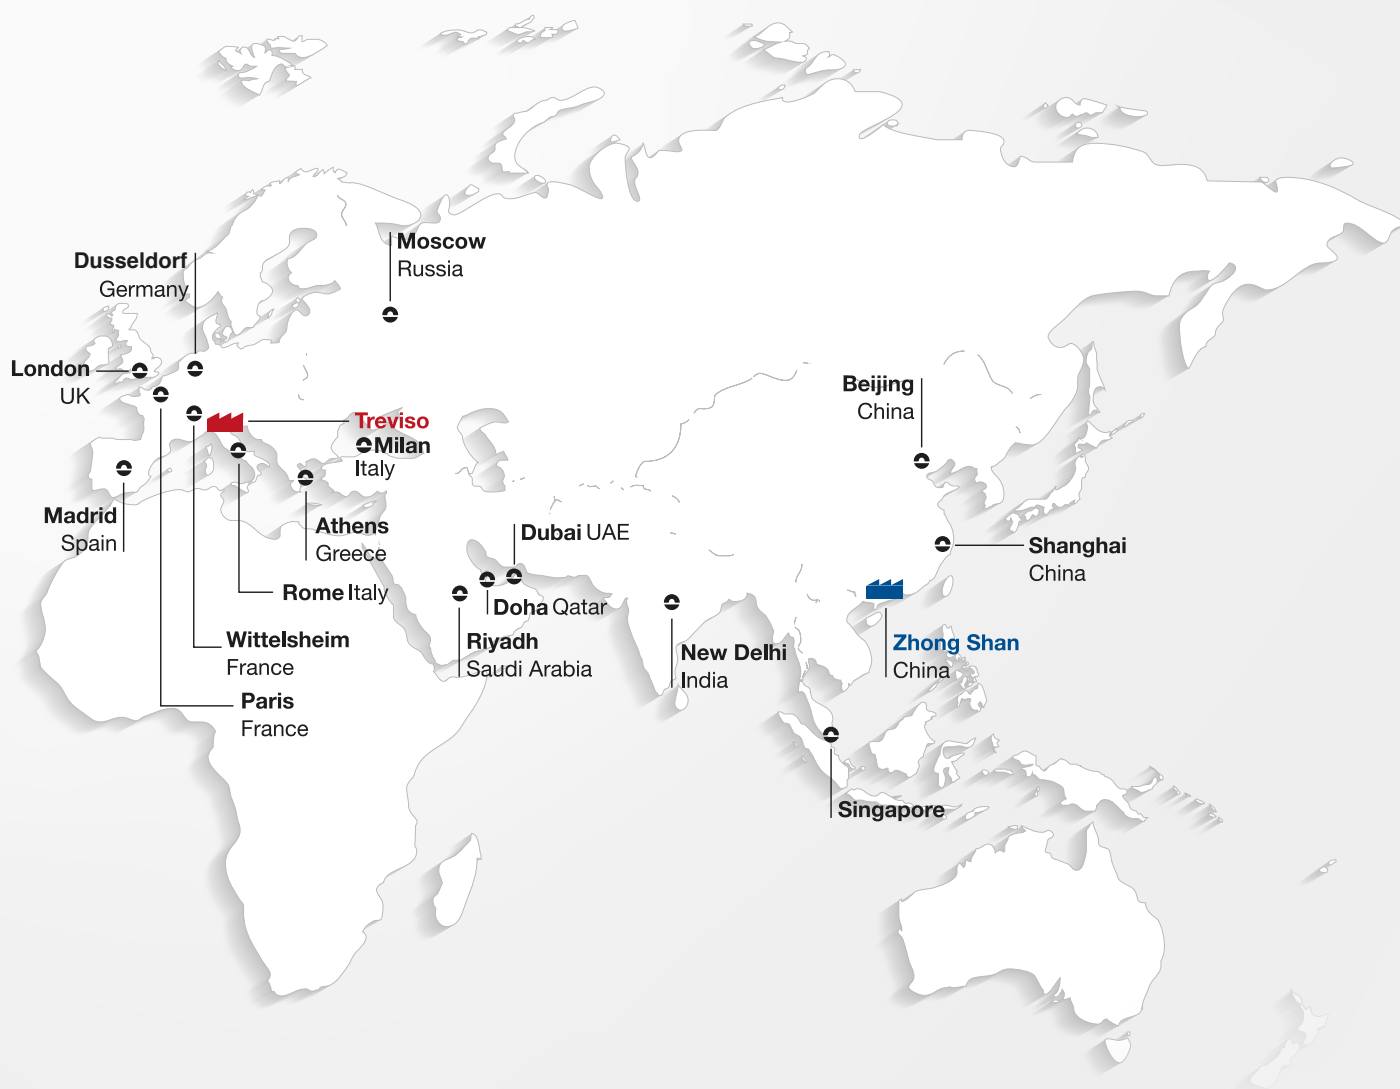 Moscow
Russia
Dusseldorf
Germany
London
UK
Treviso
Milan
Italy
Beijing
China
Madrid
Spain
Athens
Greece
Dubai UAE
Shanghai
China
Rome Italy
Doha Qatar
Wittelsheim
France
Riyadh
Saudi Arabia
New Delhi
India
Zhong Shan
China
Paris
France
Singapore